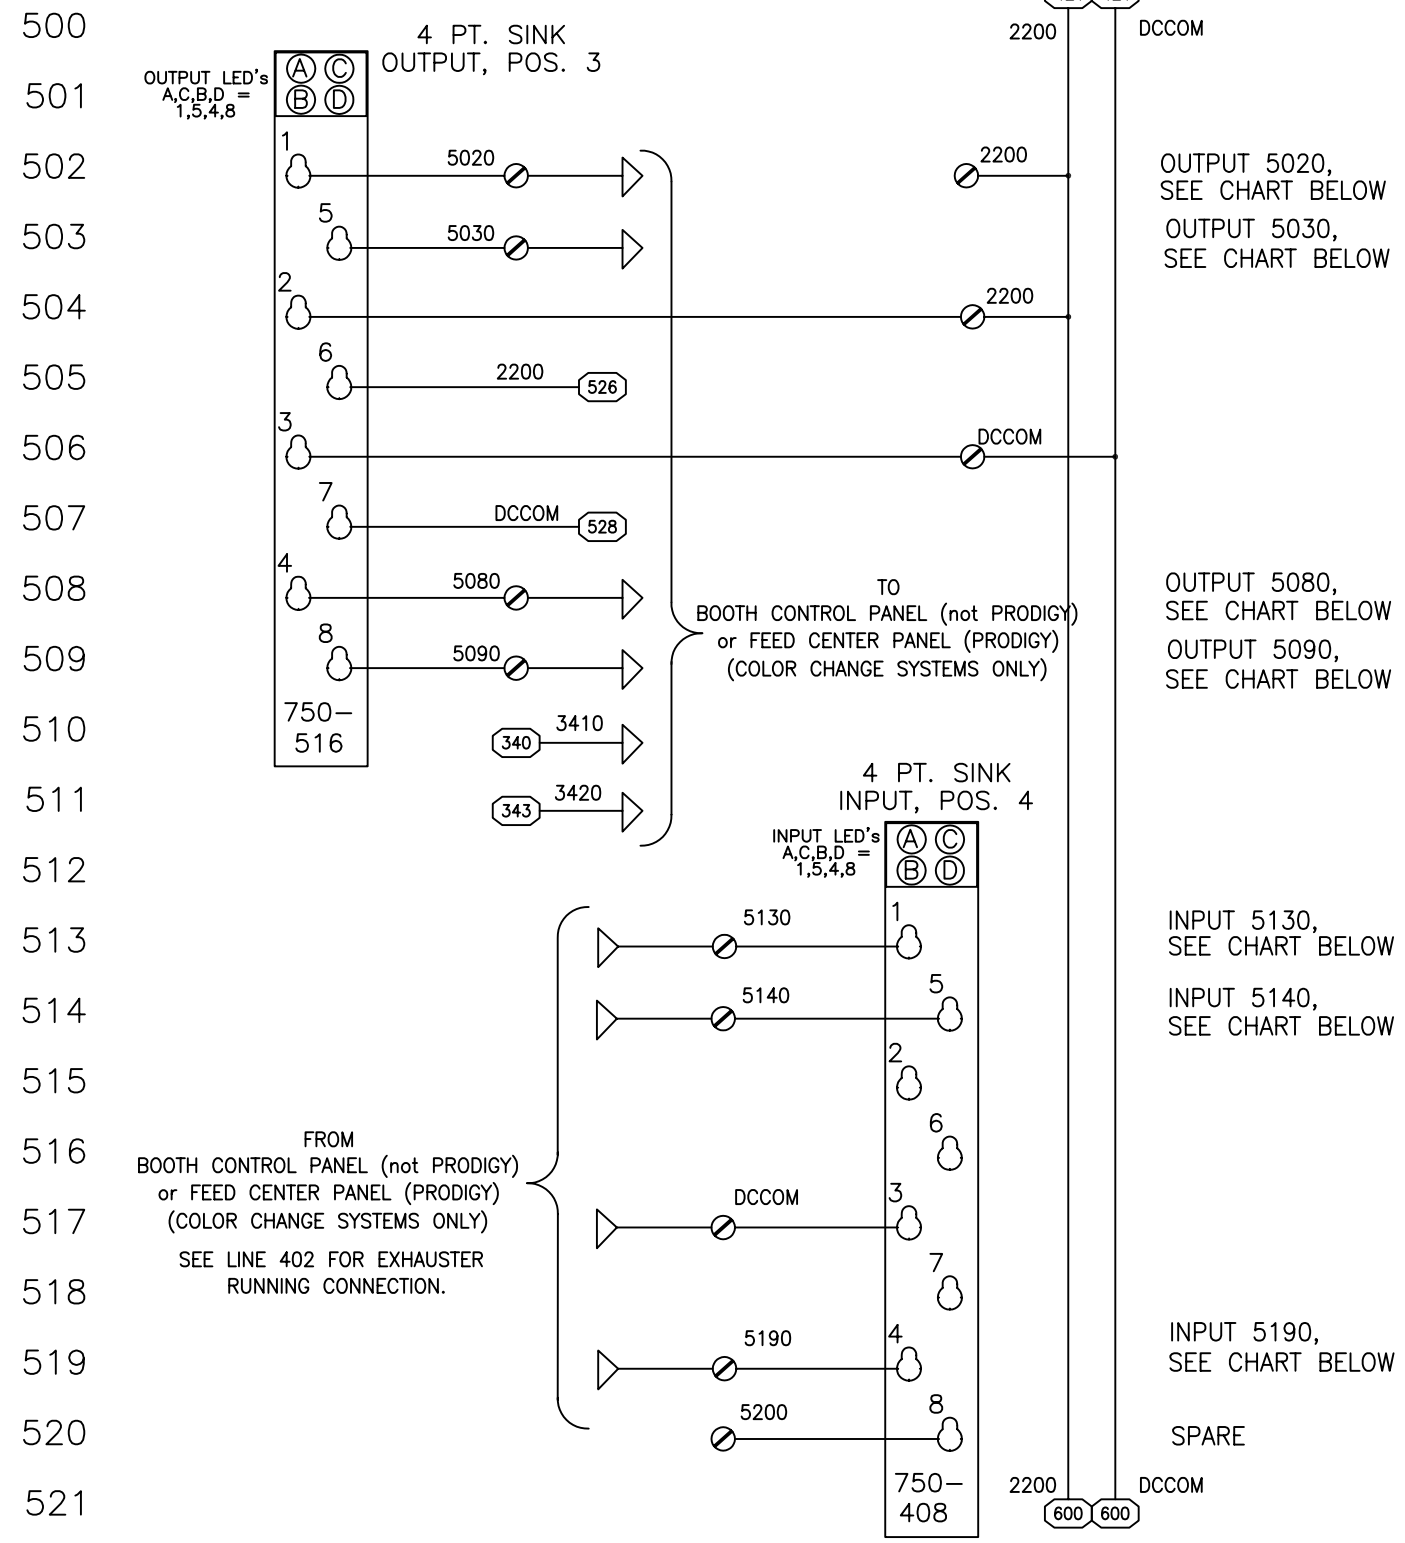 500
4 PT. SINK
OUTPUT, POS. 3
2200
DCCOM
OUTPUT LED's
A,C,B,D =
1,5,4,8
A C
B D
501
502
1
5020
2200
OUTPUT 5020,
SEE CHART BELOW
503
5
5030
OUTPUT 5030,
SEE CHART BELOW
504
2
2200
505
6
2200
526
506
3
DCCOM
507
7
DCCOM
528
508
4
5080
TO
BOOTH CONTROL PANEL (not PRODIGY)
or FEED CENTER PANEL (PRODIGY)
(COLOR CHANGE SYSTEMS ONLY)
OUTPUT 5080,
SEE CHART BELOW
509
8
5090
OUTPUT 5090,
SEE CHART BELOW
510
750-
516
340
3410
511
343
3420
4 PT. SINK
INPUT, POS. 4
512
INPUT LED's
A,C,B,D =
1,5,4,8
A C
B D
513
5130
1
INPUT 5130,
SEE CHART BELOW
514
5140
5
INPUT 5140,
SEE CHART BELOW
515
2
516
6
FROM
BOOTH CONTROL PANEL (not PRODIGY)
or FEED CENTER PANEL (PRODIGY)
(COLOR CHANGE SYSTEMS ONLY)
SEE LINE 402 FOR EXHAUSTER
RUNNING CONNECTION.
517
DCCOM
3
518
7
519
5190
4
INPUT 5190,
SEE CHART BELOW
520
5200
8
SPARE
521
750-
408
2200
DCCOM
600
600